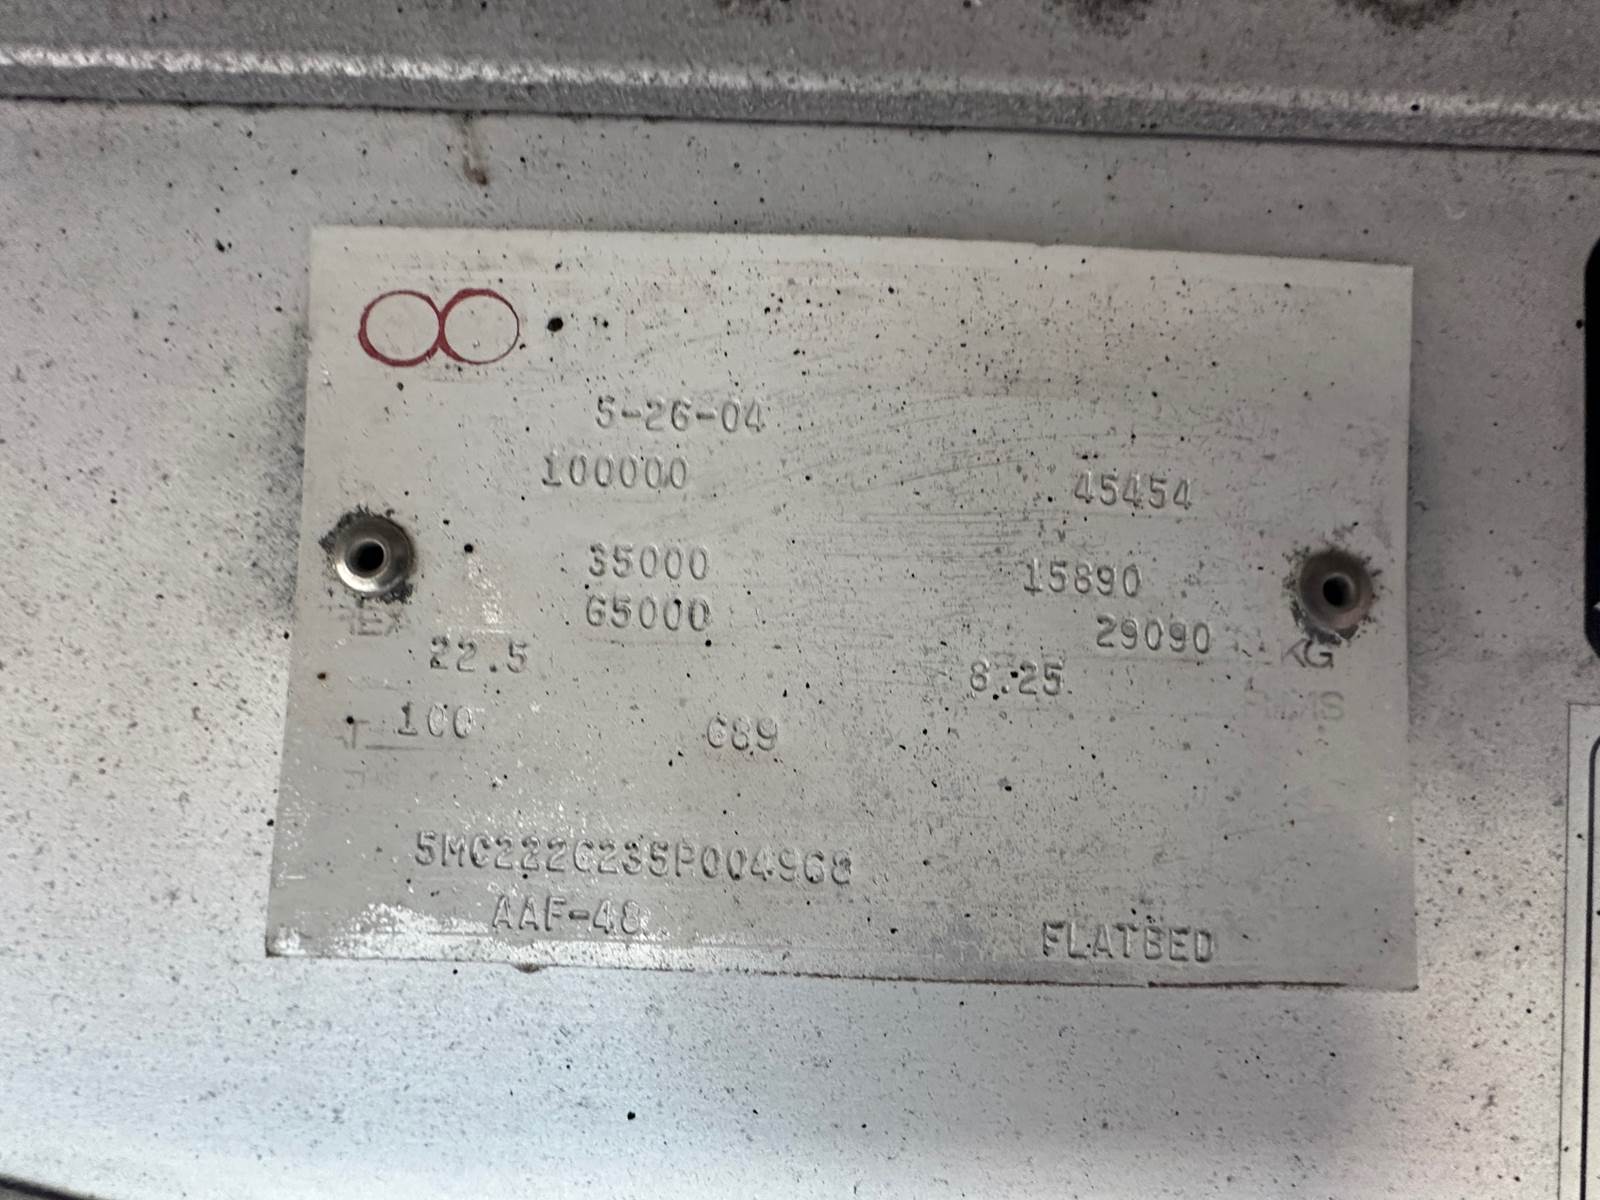 5-26-04
100000 45454
35000 15890
65000 29090 KG
22.5 8.25
100 689
5MC2226235P004968
AAF-48 FLATBED